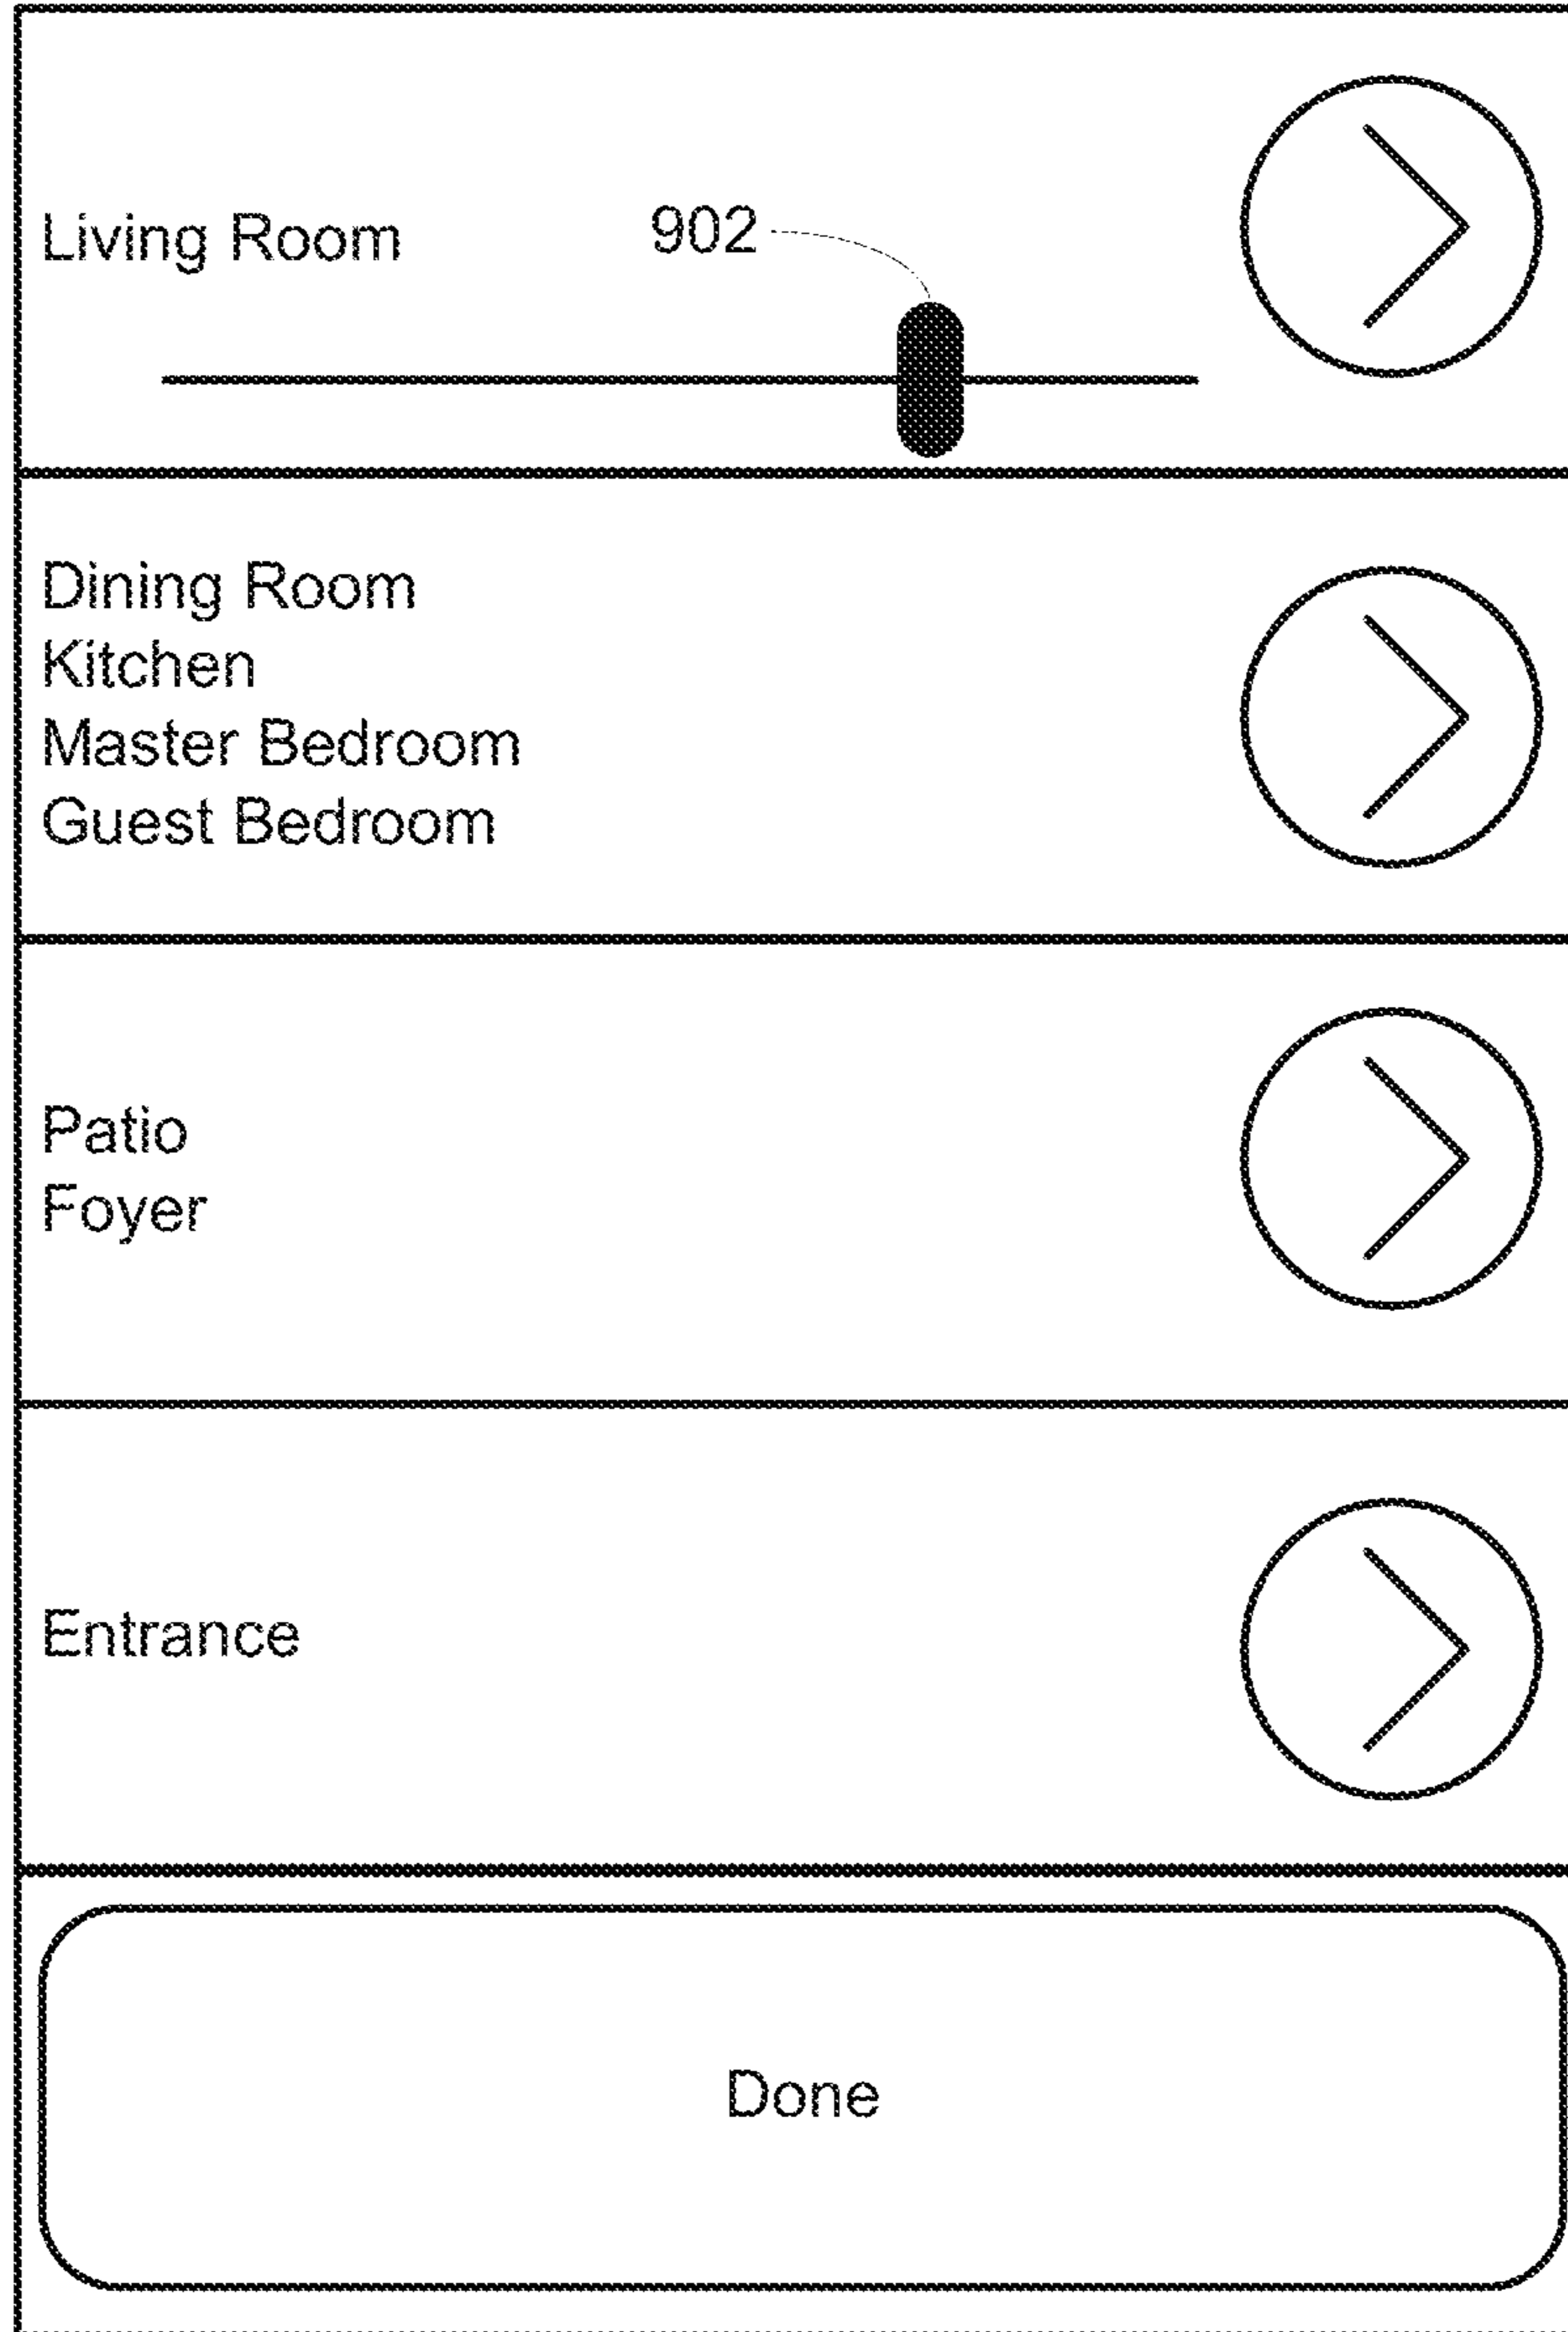 Living Room
902
Dining Room
Kitchen
Master Bedroom
Guest Bedroom
Patio
Foyer
Entrance
Done